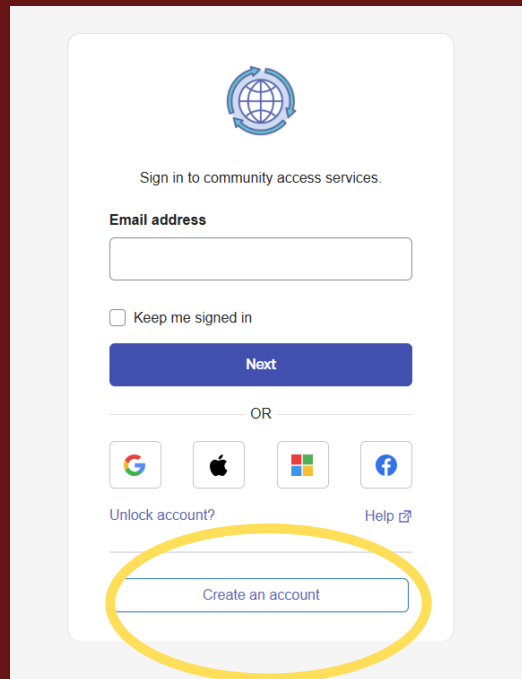 Sign in to community access services.
Email address
Keep me signed in
Next
OR
Unlock account?
Help
Create an account